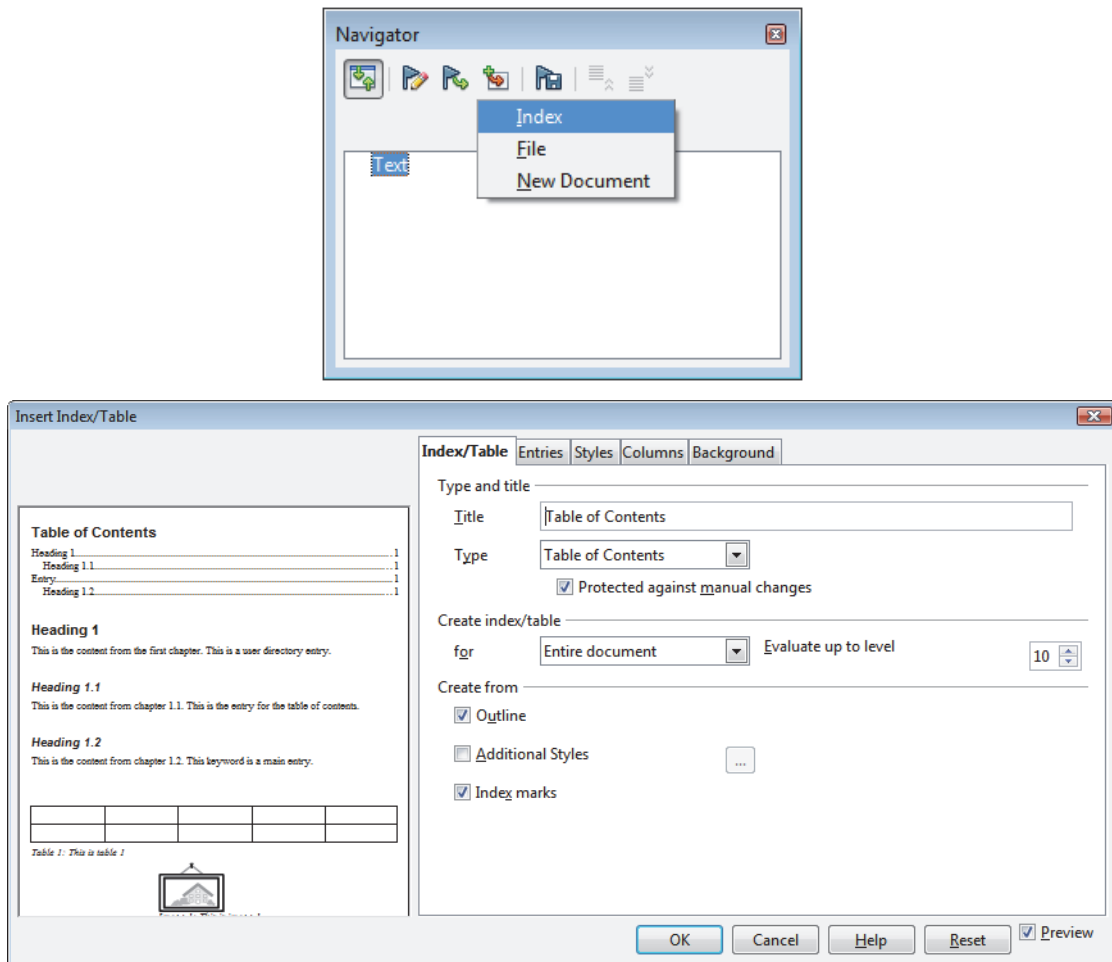 Navigator
Index
File
New Document
Text
Insert Index/Table
Index/Table Entries Styles Columns Background
Type and title
Title Table of Contents
Type Table of Contents
Protected against manual changes
Create index/table
for Entire document Evaluate up to level 10
Create from
Outline
Additional Styles ...
Index marks
Table of Contents
Heading 1 1
Heading 1.1 1
Entry 1
Heading 1.2 1
Heading 1
This is the content from the first chapter. This is a user directory entry.
Heading 1.1
This is the content from chapter 1.1. This is the entry for the table of contents.
Heading 1.2
This is the content from chapter 1.2. This keyword is a main entry.
Table 1: This is table 1
OK Cancel Help Reset Preview